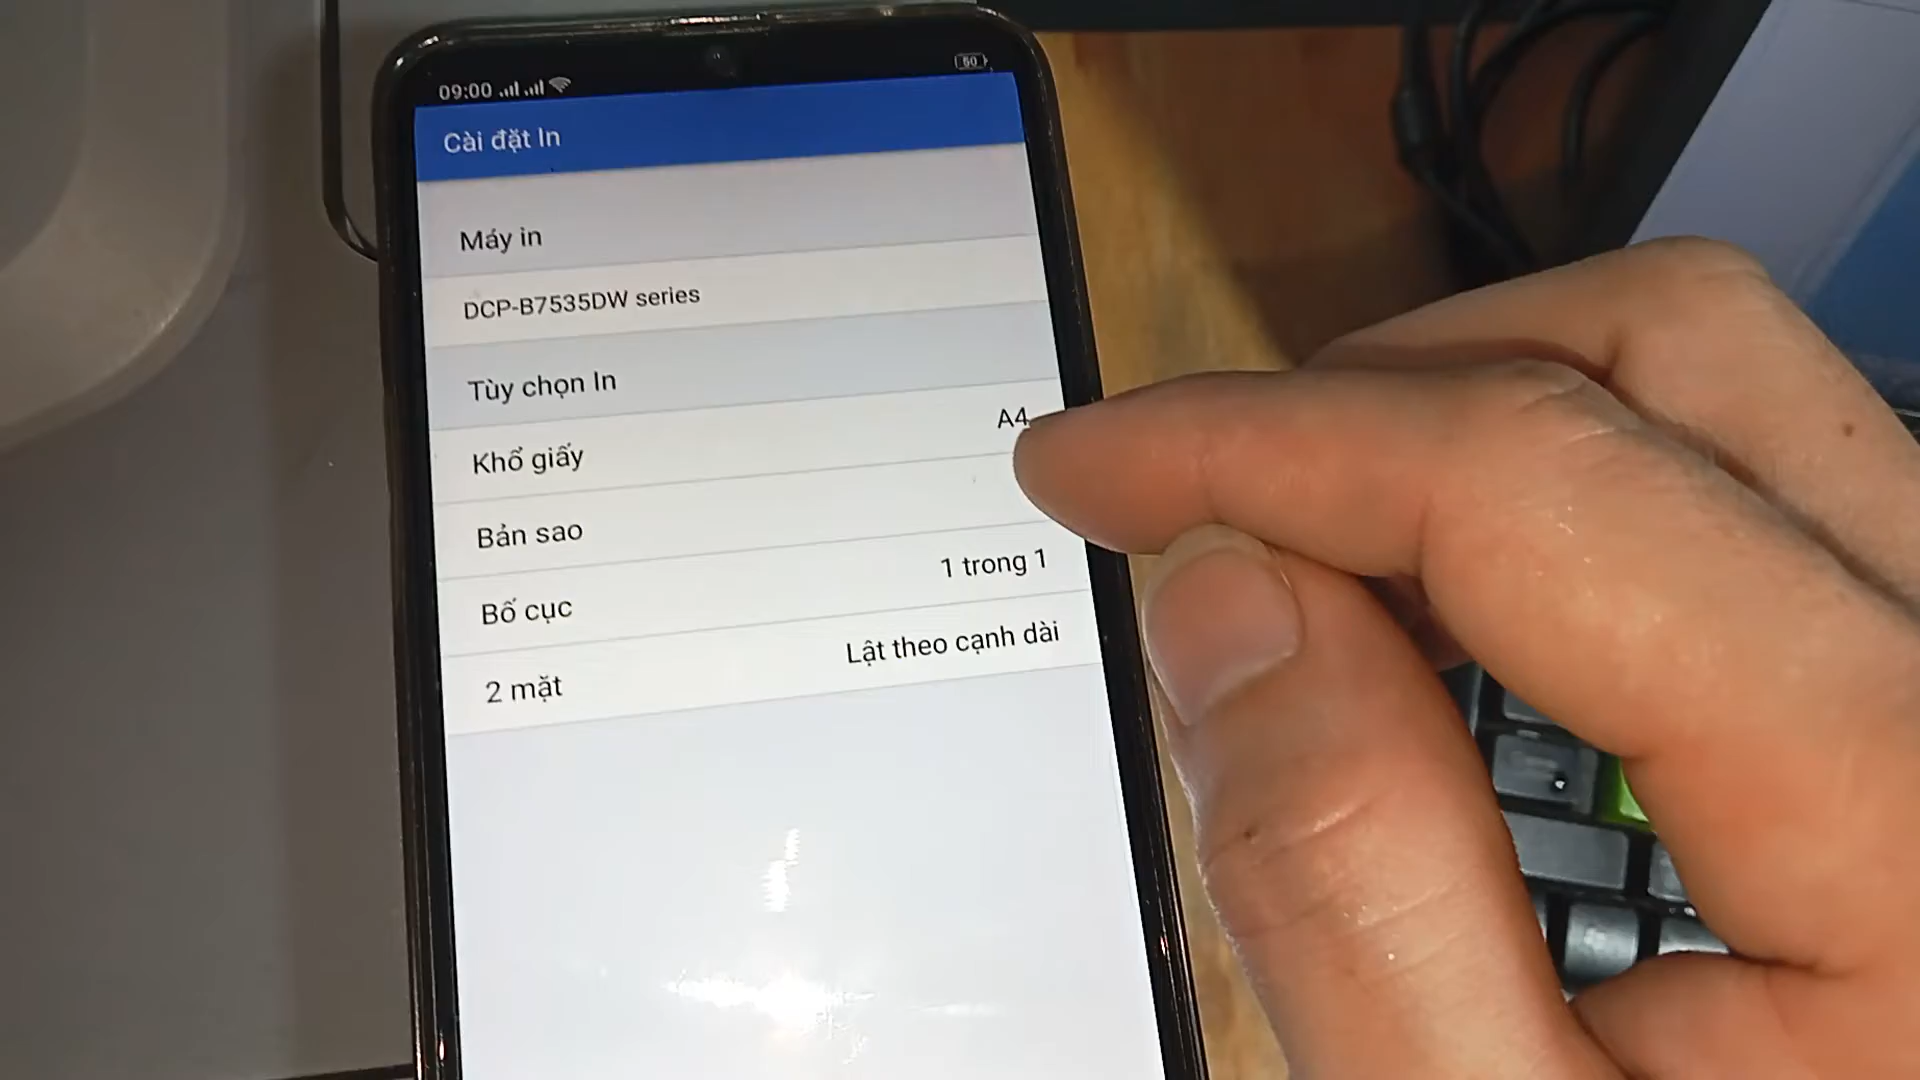 09:00
50
Cài đặt In
Máy in
DCP-B7535DW series
Tùy chọn In
Khổ giấy A4
Bản sao
Bố cục 1 trong 1
2 mặt Lật theo cạnh dài